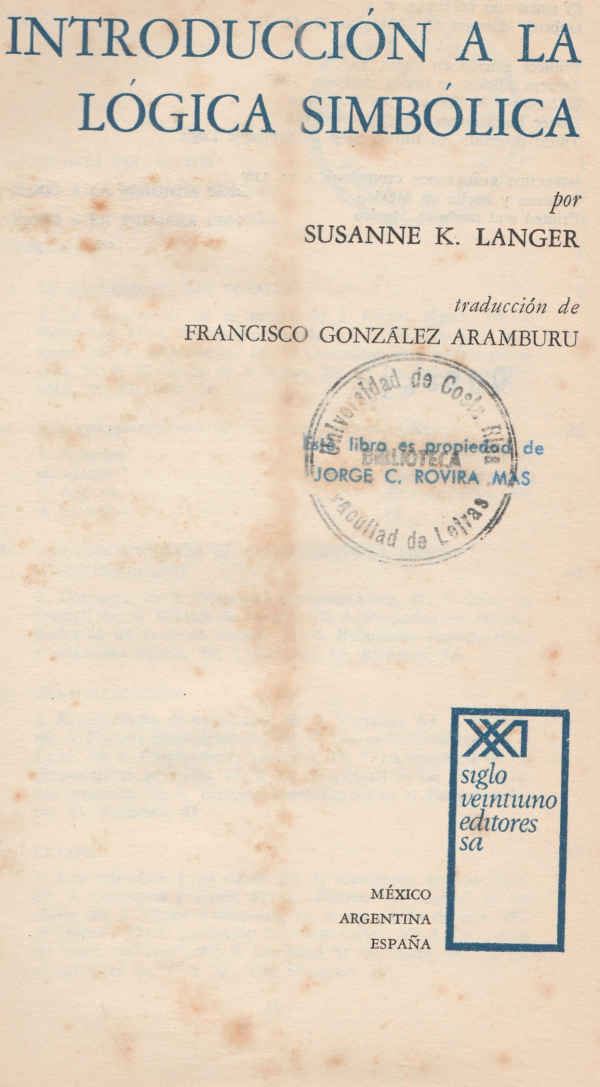 INTRODUCCIÓN A LA
LÓGICA SIMBÓLICA
por
SUSANNE K. LANGER
traducción de
FRANCISCO GONZÁLEZ ARAMBURU
Universidad de Costa Rica
Este libro es propiedad de
BIBLIOTECA
JORGE C. ROVIRA MAS
Facultad de Letras
XXI
siglo
veintiuno
editores
sa
MÉXICO
ARGENTINA
ESPAÑA